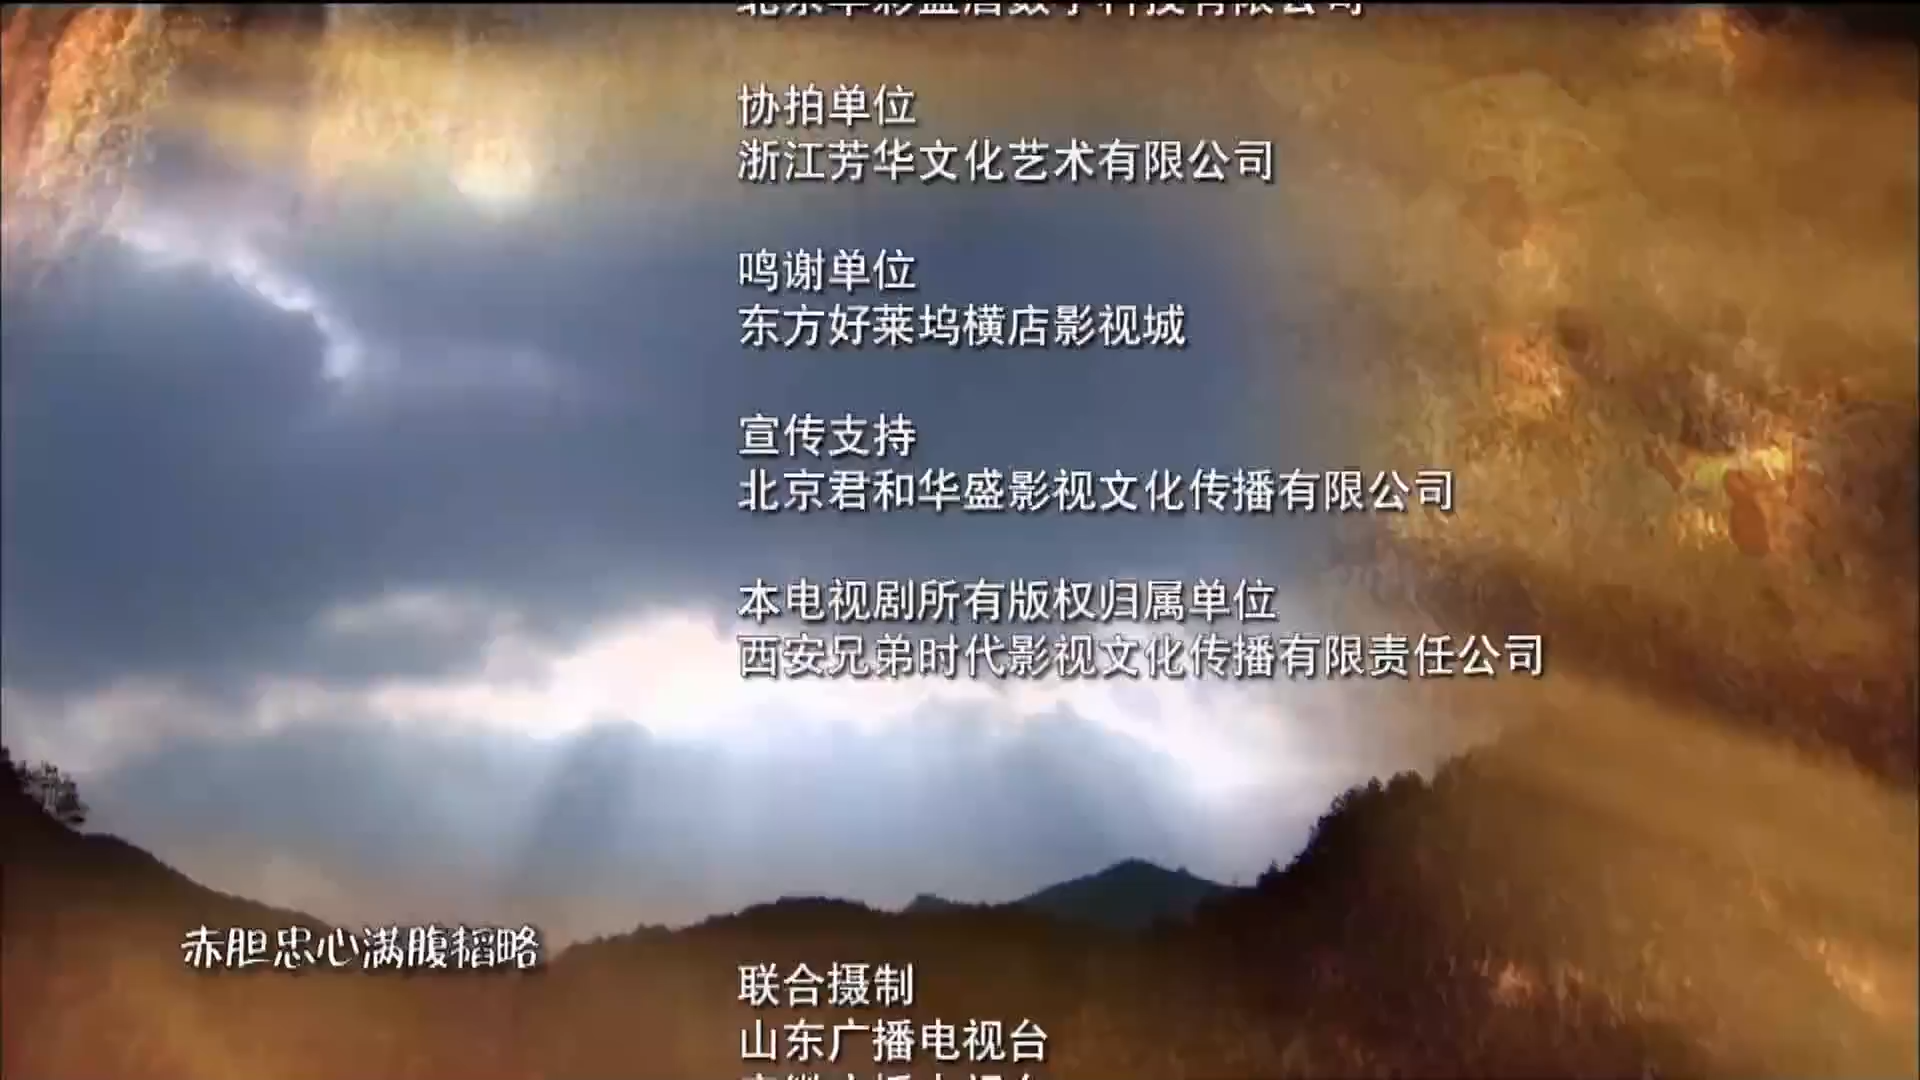 协拍单位
浙江芳华文化艺术有限公司
鸣谢单位
东方好莱坞横店影视城
宣传支持
北京君和华盛影视文化传播有限公司
本电视剧所有版权归属单位
西安兄弟时代影视文化传播有限责任公司
赤胆忠心满腹韬略
联合摄制
山东广播电视台